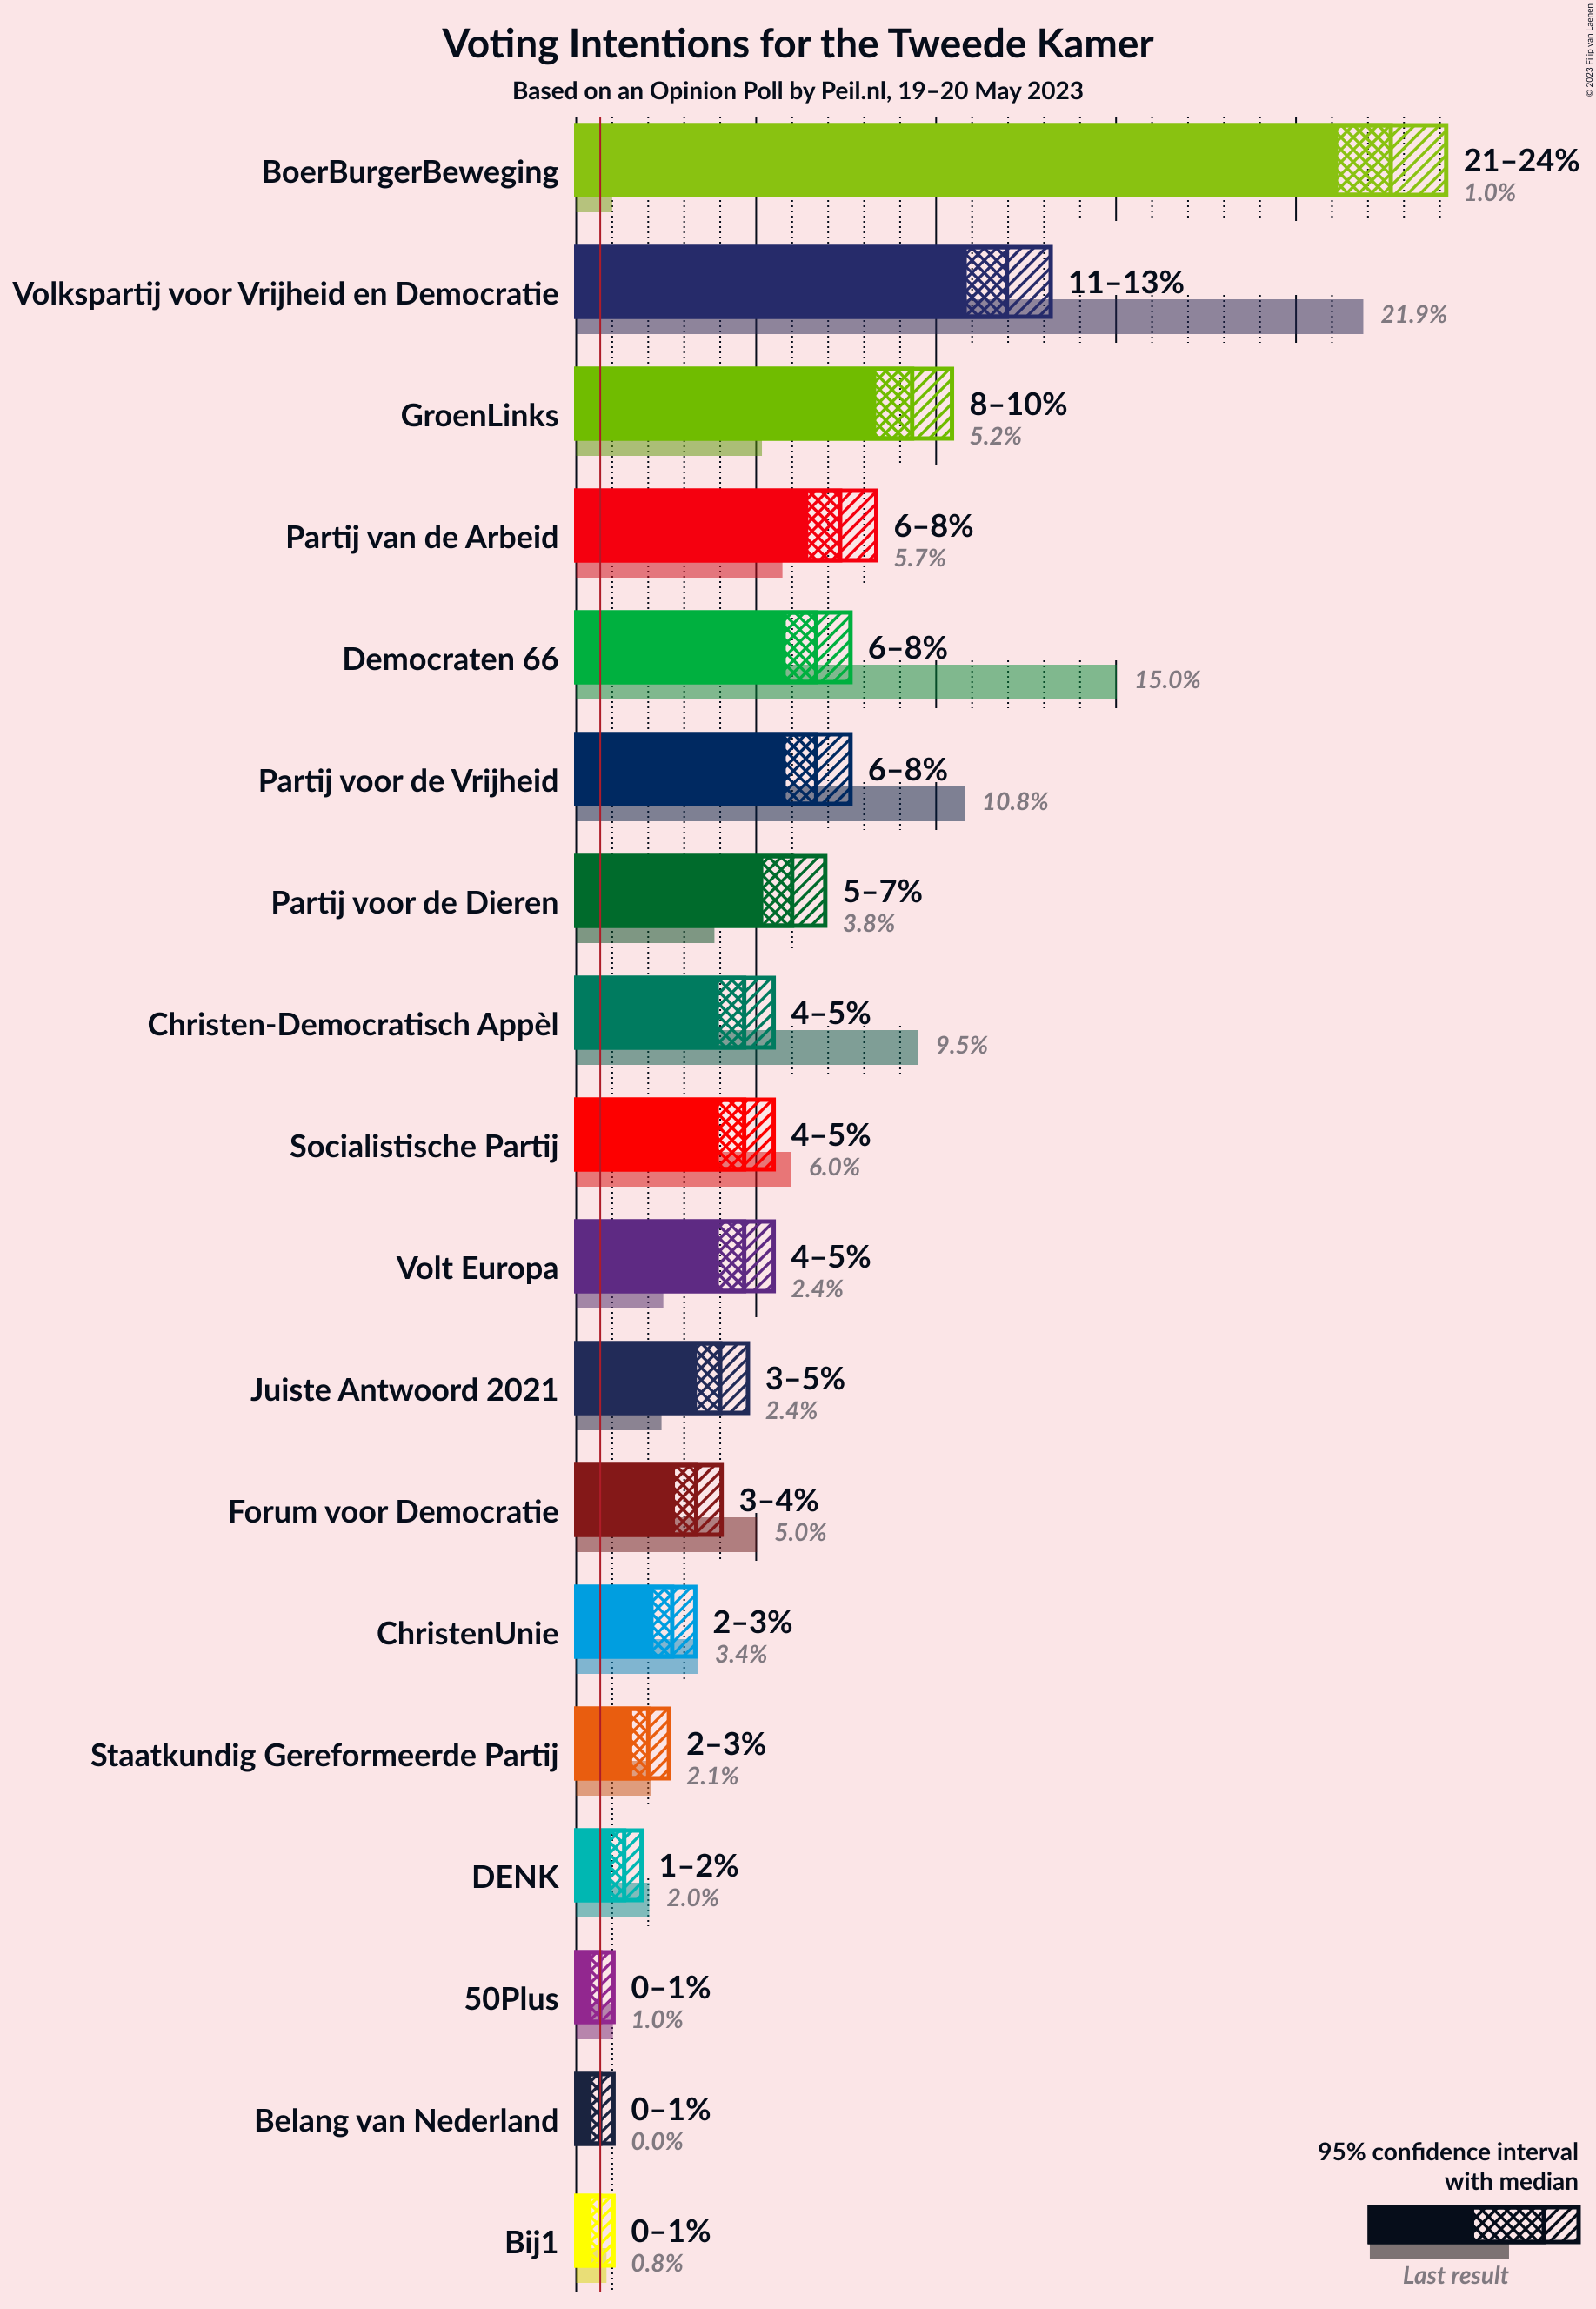 Voting Intentions for the Tweede Kamer
Based on an Opinion Poll by Peil.nl, 19–20 May 2023
© 2023 Filip van Laenen
BoerBurgerBeweging
21–24%
1.0%
Volkspartij voor Vrijheid en Democratie
11–13%
21.9%
GroenLinks
8–10%
5.2%
Partij van de Arbeid
6–8%
5.7%
Democraten 66
6–8%
15.0%
Partij voor de Vrijheid
6–8%
10.8%
Partij voor de Dieren
5–7%
3.8%
Christen-Democratisch Appèl
4–5%
9.5%
Socialistische Partij
4–5%
6.0%
Volt Europa
4–5%
2.4%
Juiste Antwoord 2021
3–5%
2.4%
Forum voor Democratie
3–4%
5.0%
ChristenUnie
2–3%
3.4%
Staatkundig Gereformeerde Partij
2–3%
2.1%
DENK
1–2%
2.0%
50Plus
0–1%
1.0%
Belang van Nederland
0–1%
0.0%
Bij1
0–1%
0.8%
95% confidence interval
with median
Last result